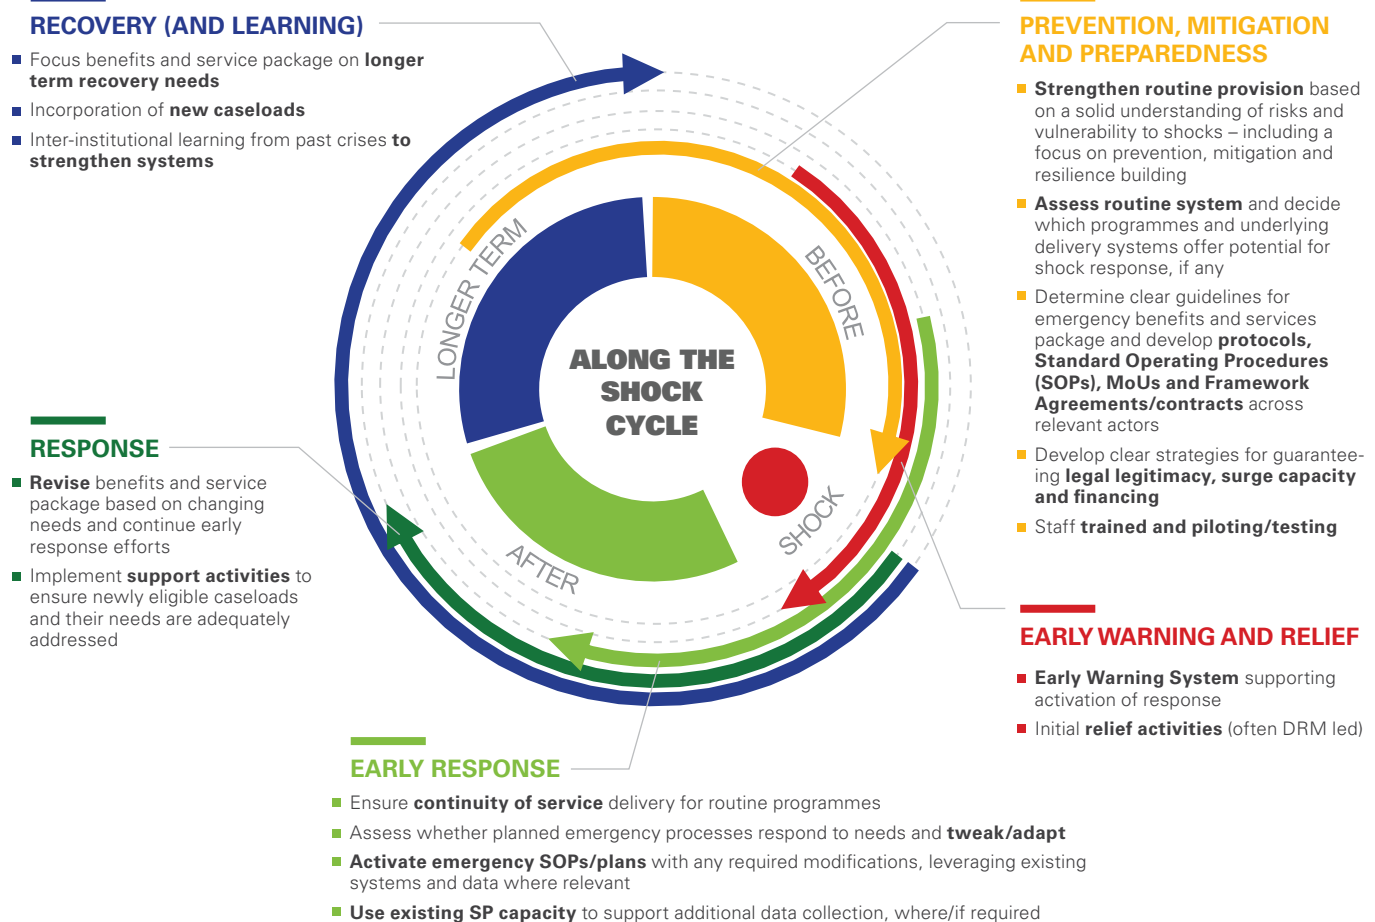 RECOVERY (AND LEARNING)
Focus benefits and service package on longer
term recovery needs
Incorporation of new caseloads
Inter-institutional learning from past crises to
strengthen systems
PREVENTION, MITIGATION
AND PREPAREDNESS
Strengthen routine provision based
on a solid understanding of risks and
vulnerability to shocks – including a
focus on prevention, mitigation and
resilience building
Assess routine system and decide
which programmes and underlying
delivery systems offer potential for
shock response, if any
Determine clear guidelines for
emergency benefits and services
package and develop protocols,
Standard Operating Procedures
(SOPs), MoUs and Framework
Agreements/contracts across
relevant actors
Develop clear strategies for guarantee-
ing legal legitimacy, surge capacity
and financing
Staff trained and piloting/testing
LONGER TERM
BEFORE
ALONG THE
SHOCK
CYCLE
SHOCK
AFTER
RESPONSE
Revise benefits and service
package based on changing
needs and continue early
response efforts
Implement support activities to
ensure newly eligible caseloads
and their needs are adequately
addressed
EARLY WARNING AND RELIEF
Early Warning System supporting
activation of response
Initial relief activities (often DRM led)
EARLY RESPONSE
Ensure continuity of service delivery for routine programmes
Assess whether planned emergency processes respond to needs and tweak/adapt
Activate emergency SOPs/plans with any required modifications, leveraging existing
systems and data where relevant
Use existing SP capacity to support additional data collection, where/if required